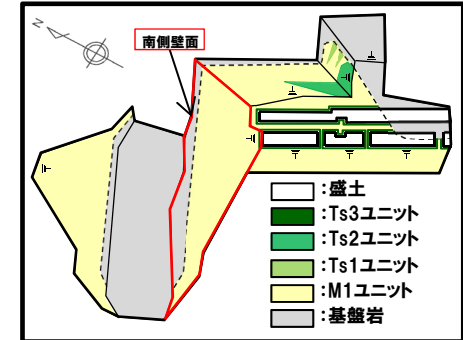 N
南側壁面
:盛土
:Ts3ユニット
:Ts2ユニット
:Ts1ユニット
:M1ユニット
:基盤岩